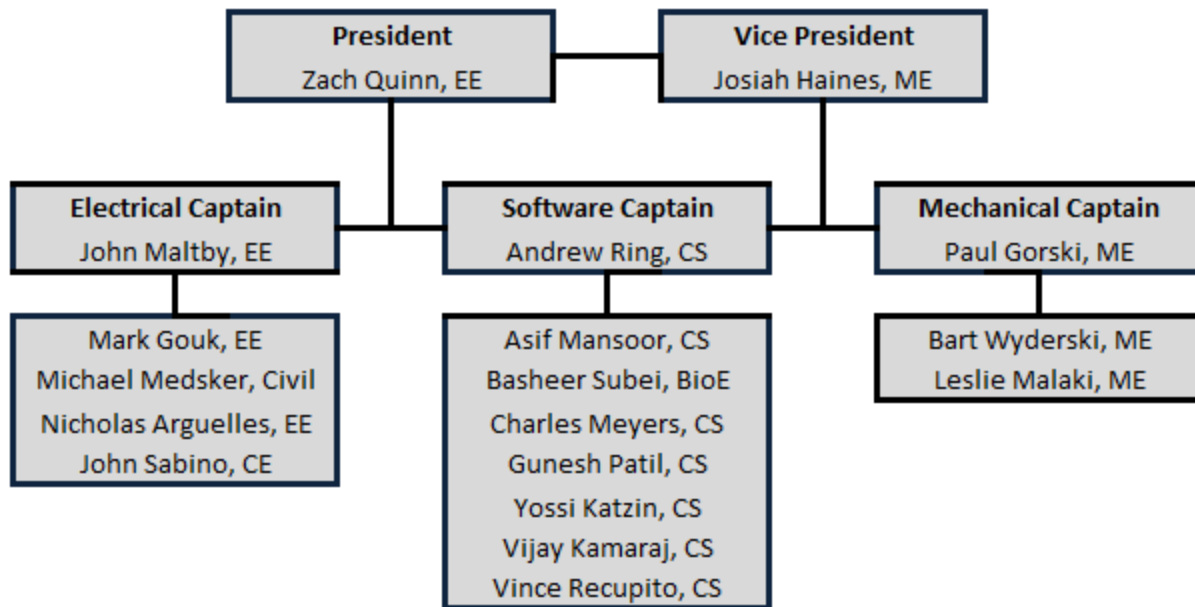 President
Zach Quinn, EE
Vice President
Josiah Haines, ME
Electrical Captain
John Maltby, EE
Software Captain
Andrew Ring, CS
Mechanical Captain
Paul Gorski, ME
Mark Gouk, EE
Michael Medsker, Civil
Nicholas Arguelles, EE
John Sabino, CE
Asif Mansoor, CS
Basheer Subei, BioE
Charles Meyers, CS
Gunesh Patil, CS
Yossi Katzin, CS
Vijay Kamaraj, CS
Vince Recupito, CS
Bart Wyderski, ME
Leslie Malaki, ME